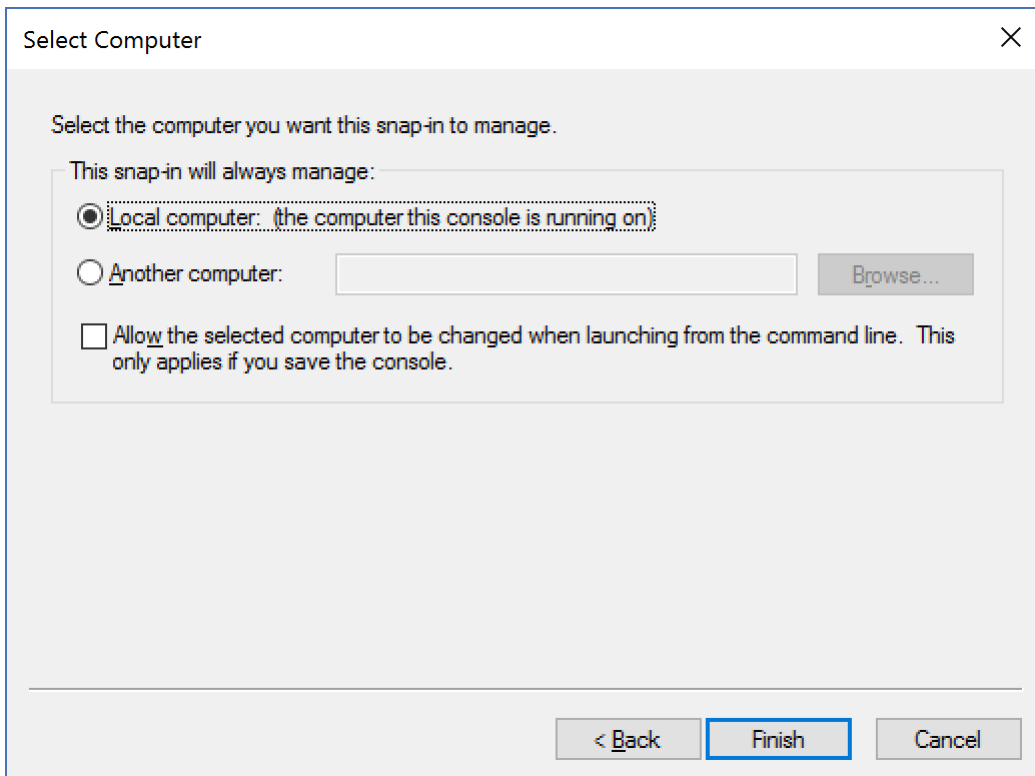 Select Computer
Select the computer you want this snap-in to manage.
This snap-in will always manage:
Local computer: (the computer this console is running on)
Another computer:
Browse...
Allow the selected computer to be changed when launching from the command line. This
only applies if you save the console.
< Back
Finish
Cancel